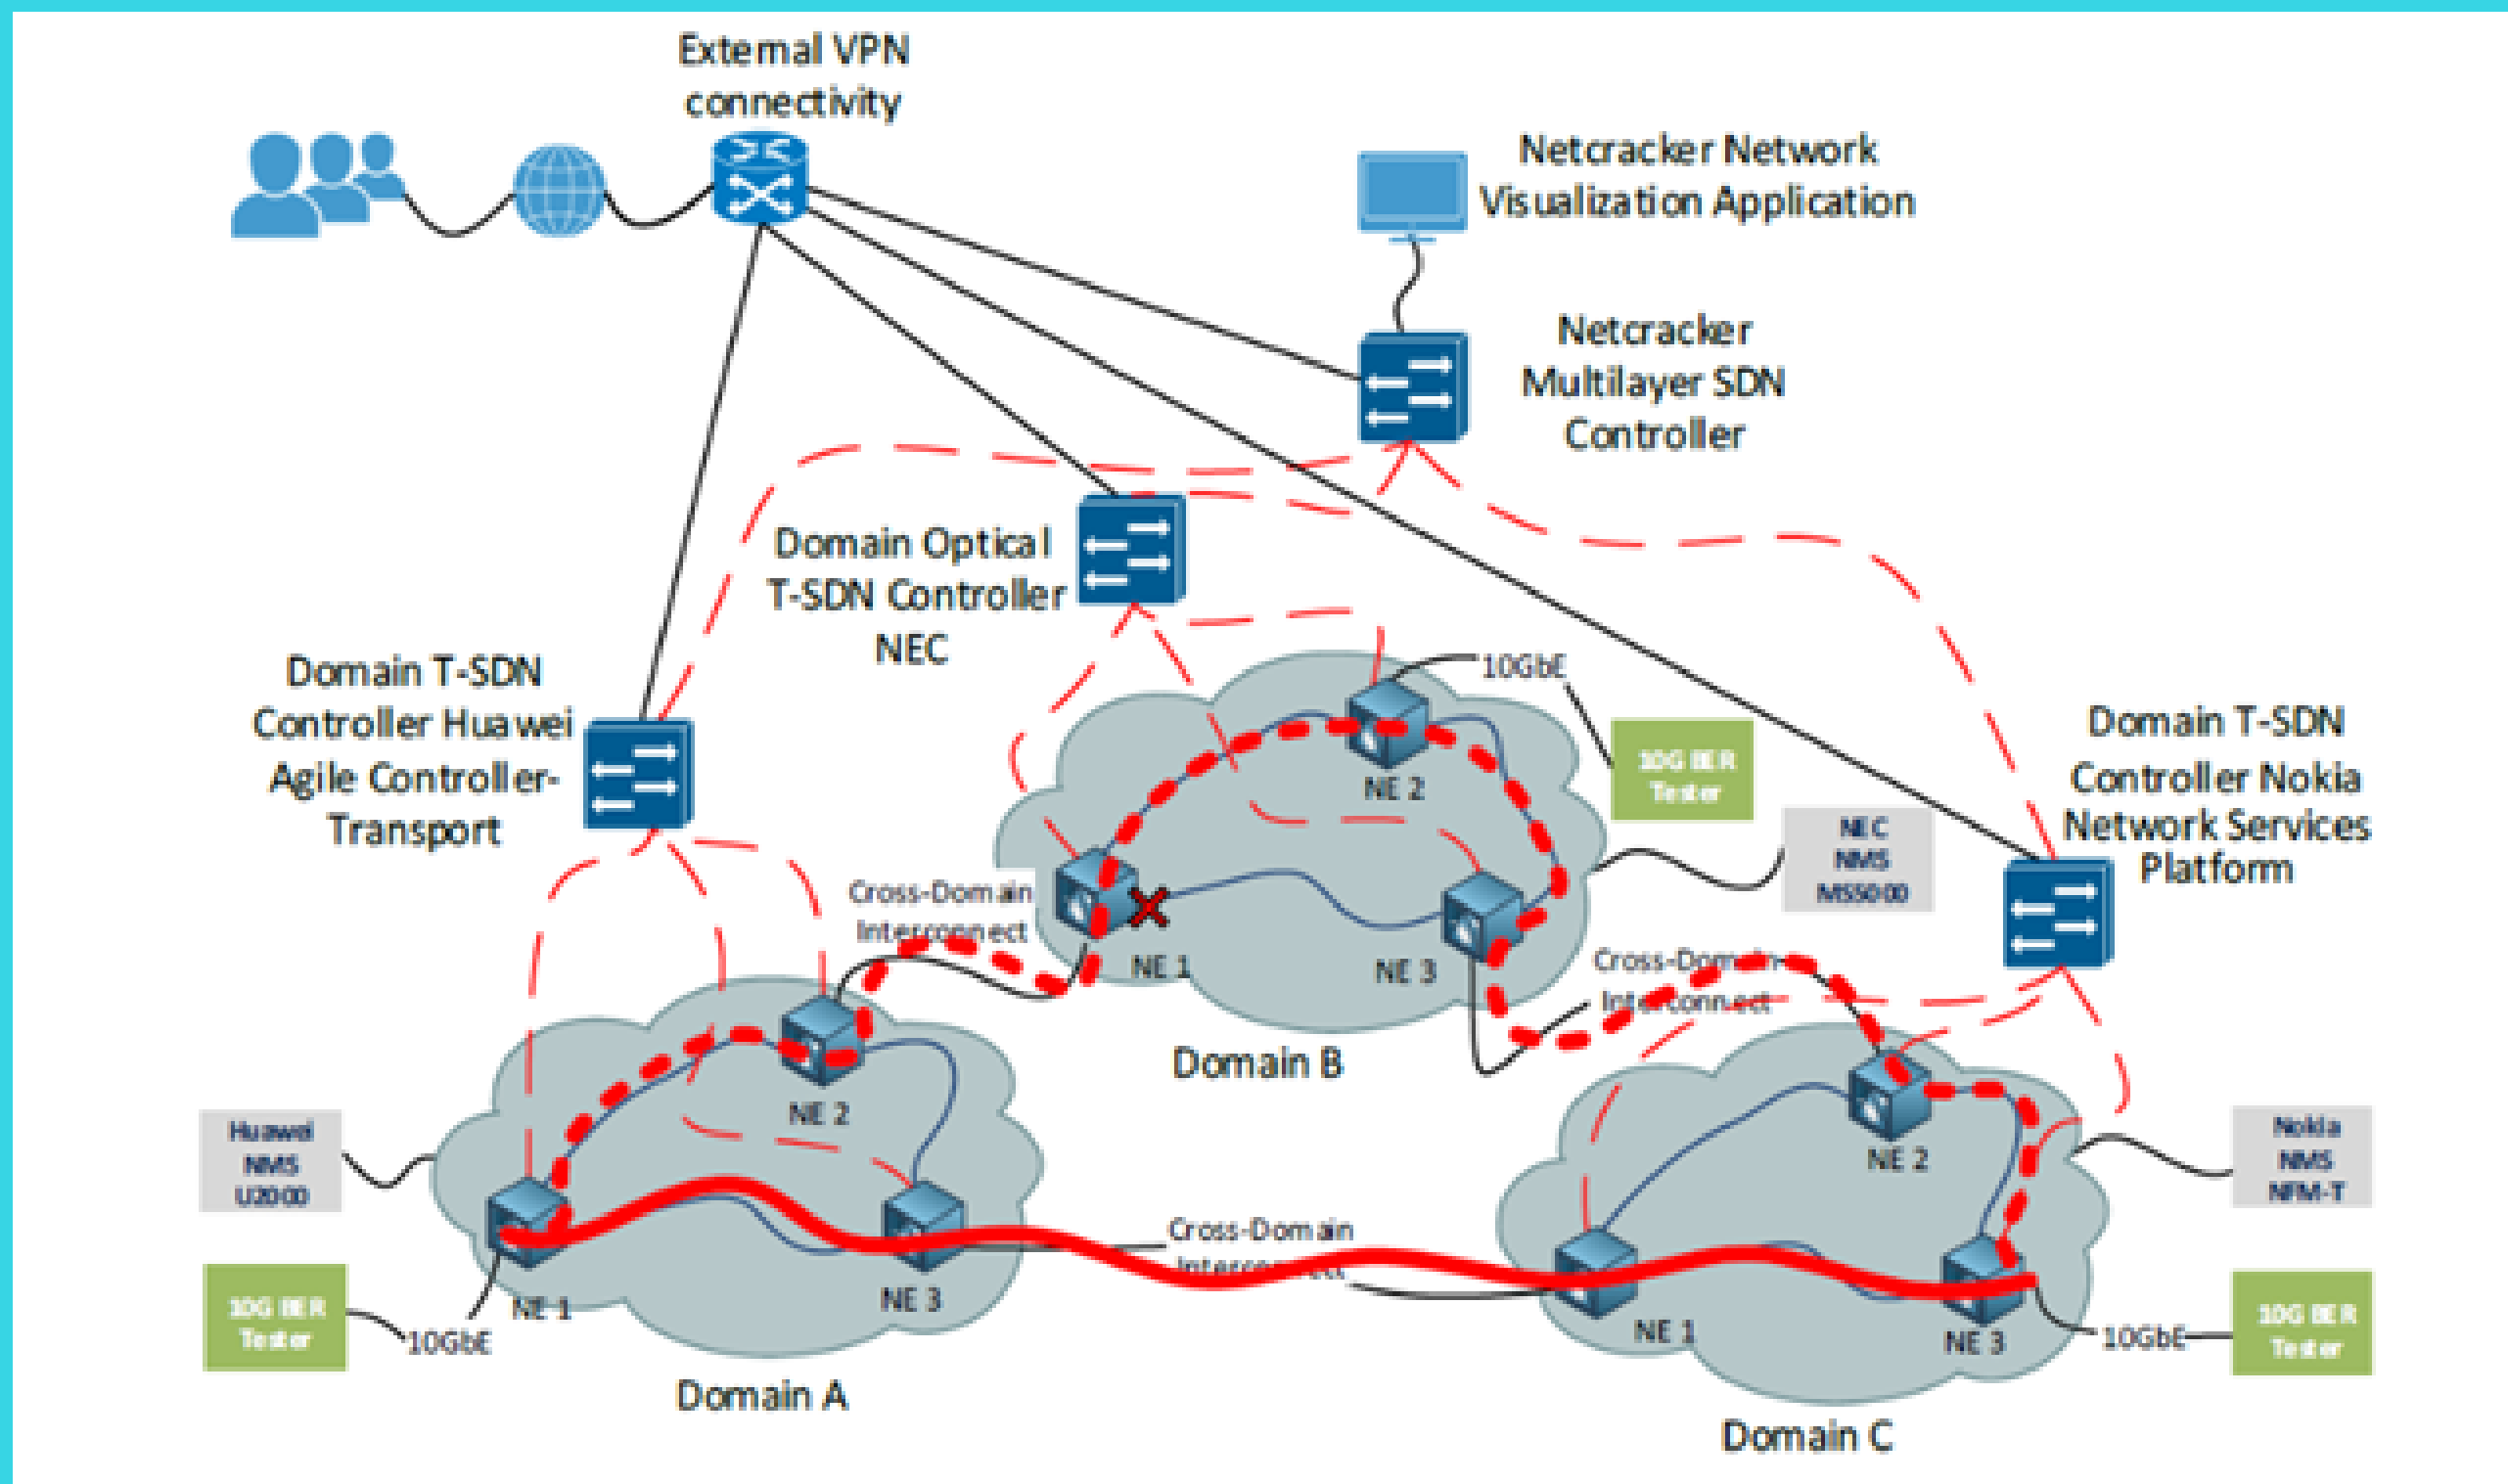 External VPN
connectivity
Netcracker Network
Visualization Application
Netcracker
Multilayer SDN
Controller
Domain Optical
T-SDN Controller
NEC
Domain T-SDN
Controller Huawei
Agile Controller-
Transport
10GbE
10G BER
Tester
NE 2
Domain T-SDN
Controller Nokia
Network Services
Platform
NEC
NMS
MS5000
Cross-Domain
Interconnect
NE 1
NE 3
Cross-Domain
Interconnect
Domain B
NE 2
NE 2
Huawei
NMS
U2000
Nokia
NMS
NFM-T
Cross-Domain
Interconnect
NE 1
NE 3
NE 1
NE 3
10G BER
Tester
10GbE
10GbE
10G BER
Tester
Domain A
Domain C